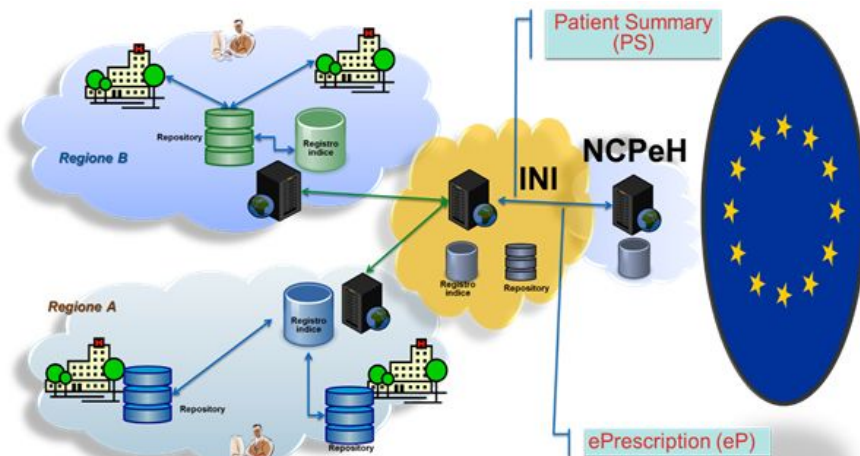 Patient Summary
(PS)
Repository
Registro
indice
Regione B
NCPeH
INI
Registro
indice
Repository
Regione A
Registro
indice
Repository
Repository
ePrescription (eP)
H
H
H
H